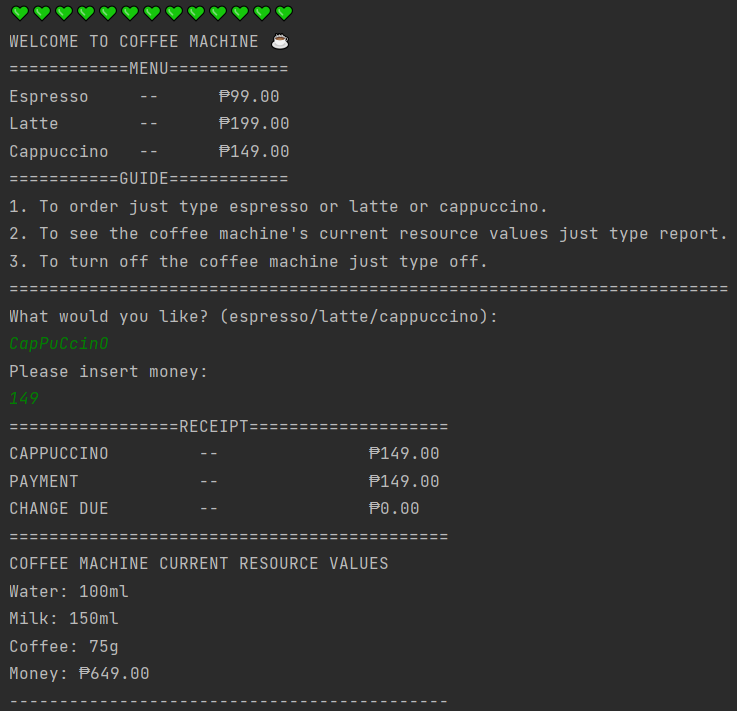 💚💚💚💚💚💚💚💚💚💚💚💚💚
WELCOME TO COFFEE MACHINE ☕
============MENU============
Espresso     --      ₱99.00
Latte        --      ₱199.00
Cappuccino   --      ₱149.00
===========GUIDE============
1. To order just type espresso or latte or cappuccino.
2. To see the coffee machine's current resource values just type report.
3. To turn off the coffee machine just type off.
========================================================================
What would you like? (espresso/latte/cappuccino):
CapPuCcinO
Please insert money:
149
=================RECEIPT====================
CAPPUCCINO         --               ₱149.00
PAYMENT            --               ₱149.00
CHANGE DUE         --               ₱0.00
============================================
COFFEE MACHINE CURRENT RESOURCE VALUES
Water: 100ml
Milk: 150ml
Coffee: 75g
Money: ₱649.00
--------------------------------------------